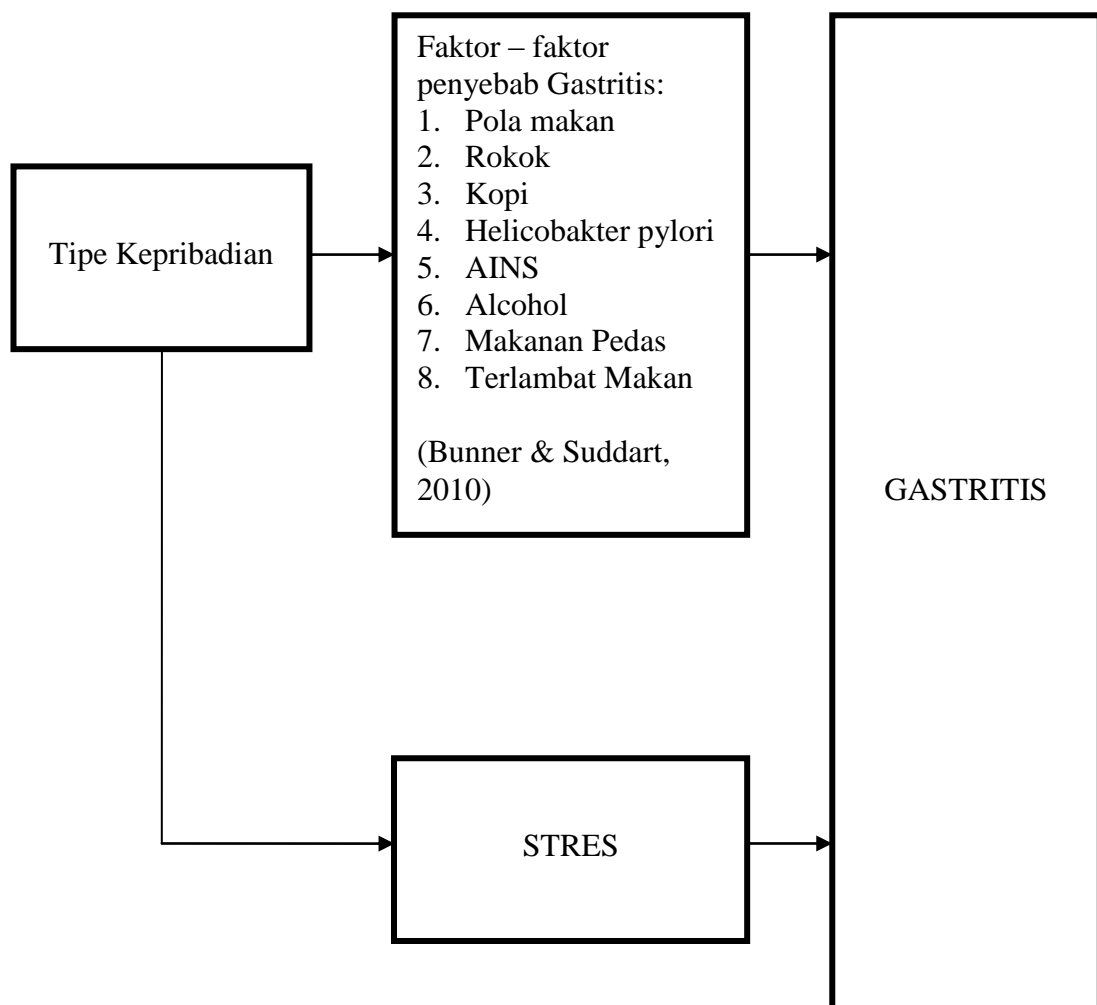 Tipe Kepribadian
Faktor – faktor
penyebab Gastritis:
1. Pola makan
2. Rokok
3. Kopi
4. Helicobakter pylori
5. AINS
6. Alcohol
7. Makanan Pedas
8. Terlambat Makan
(Bunner & Suddart,
2010)
STRES
GASTRITIS